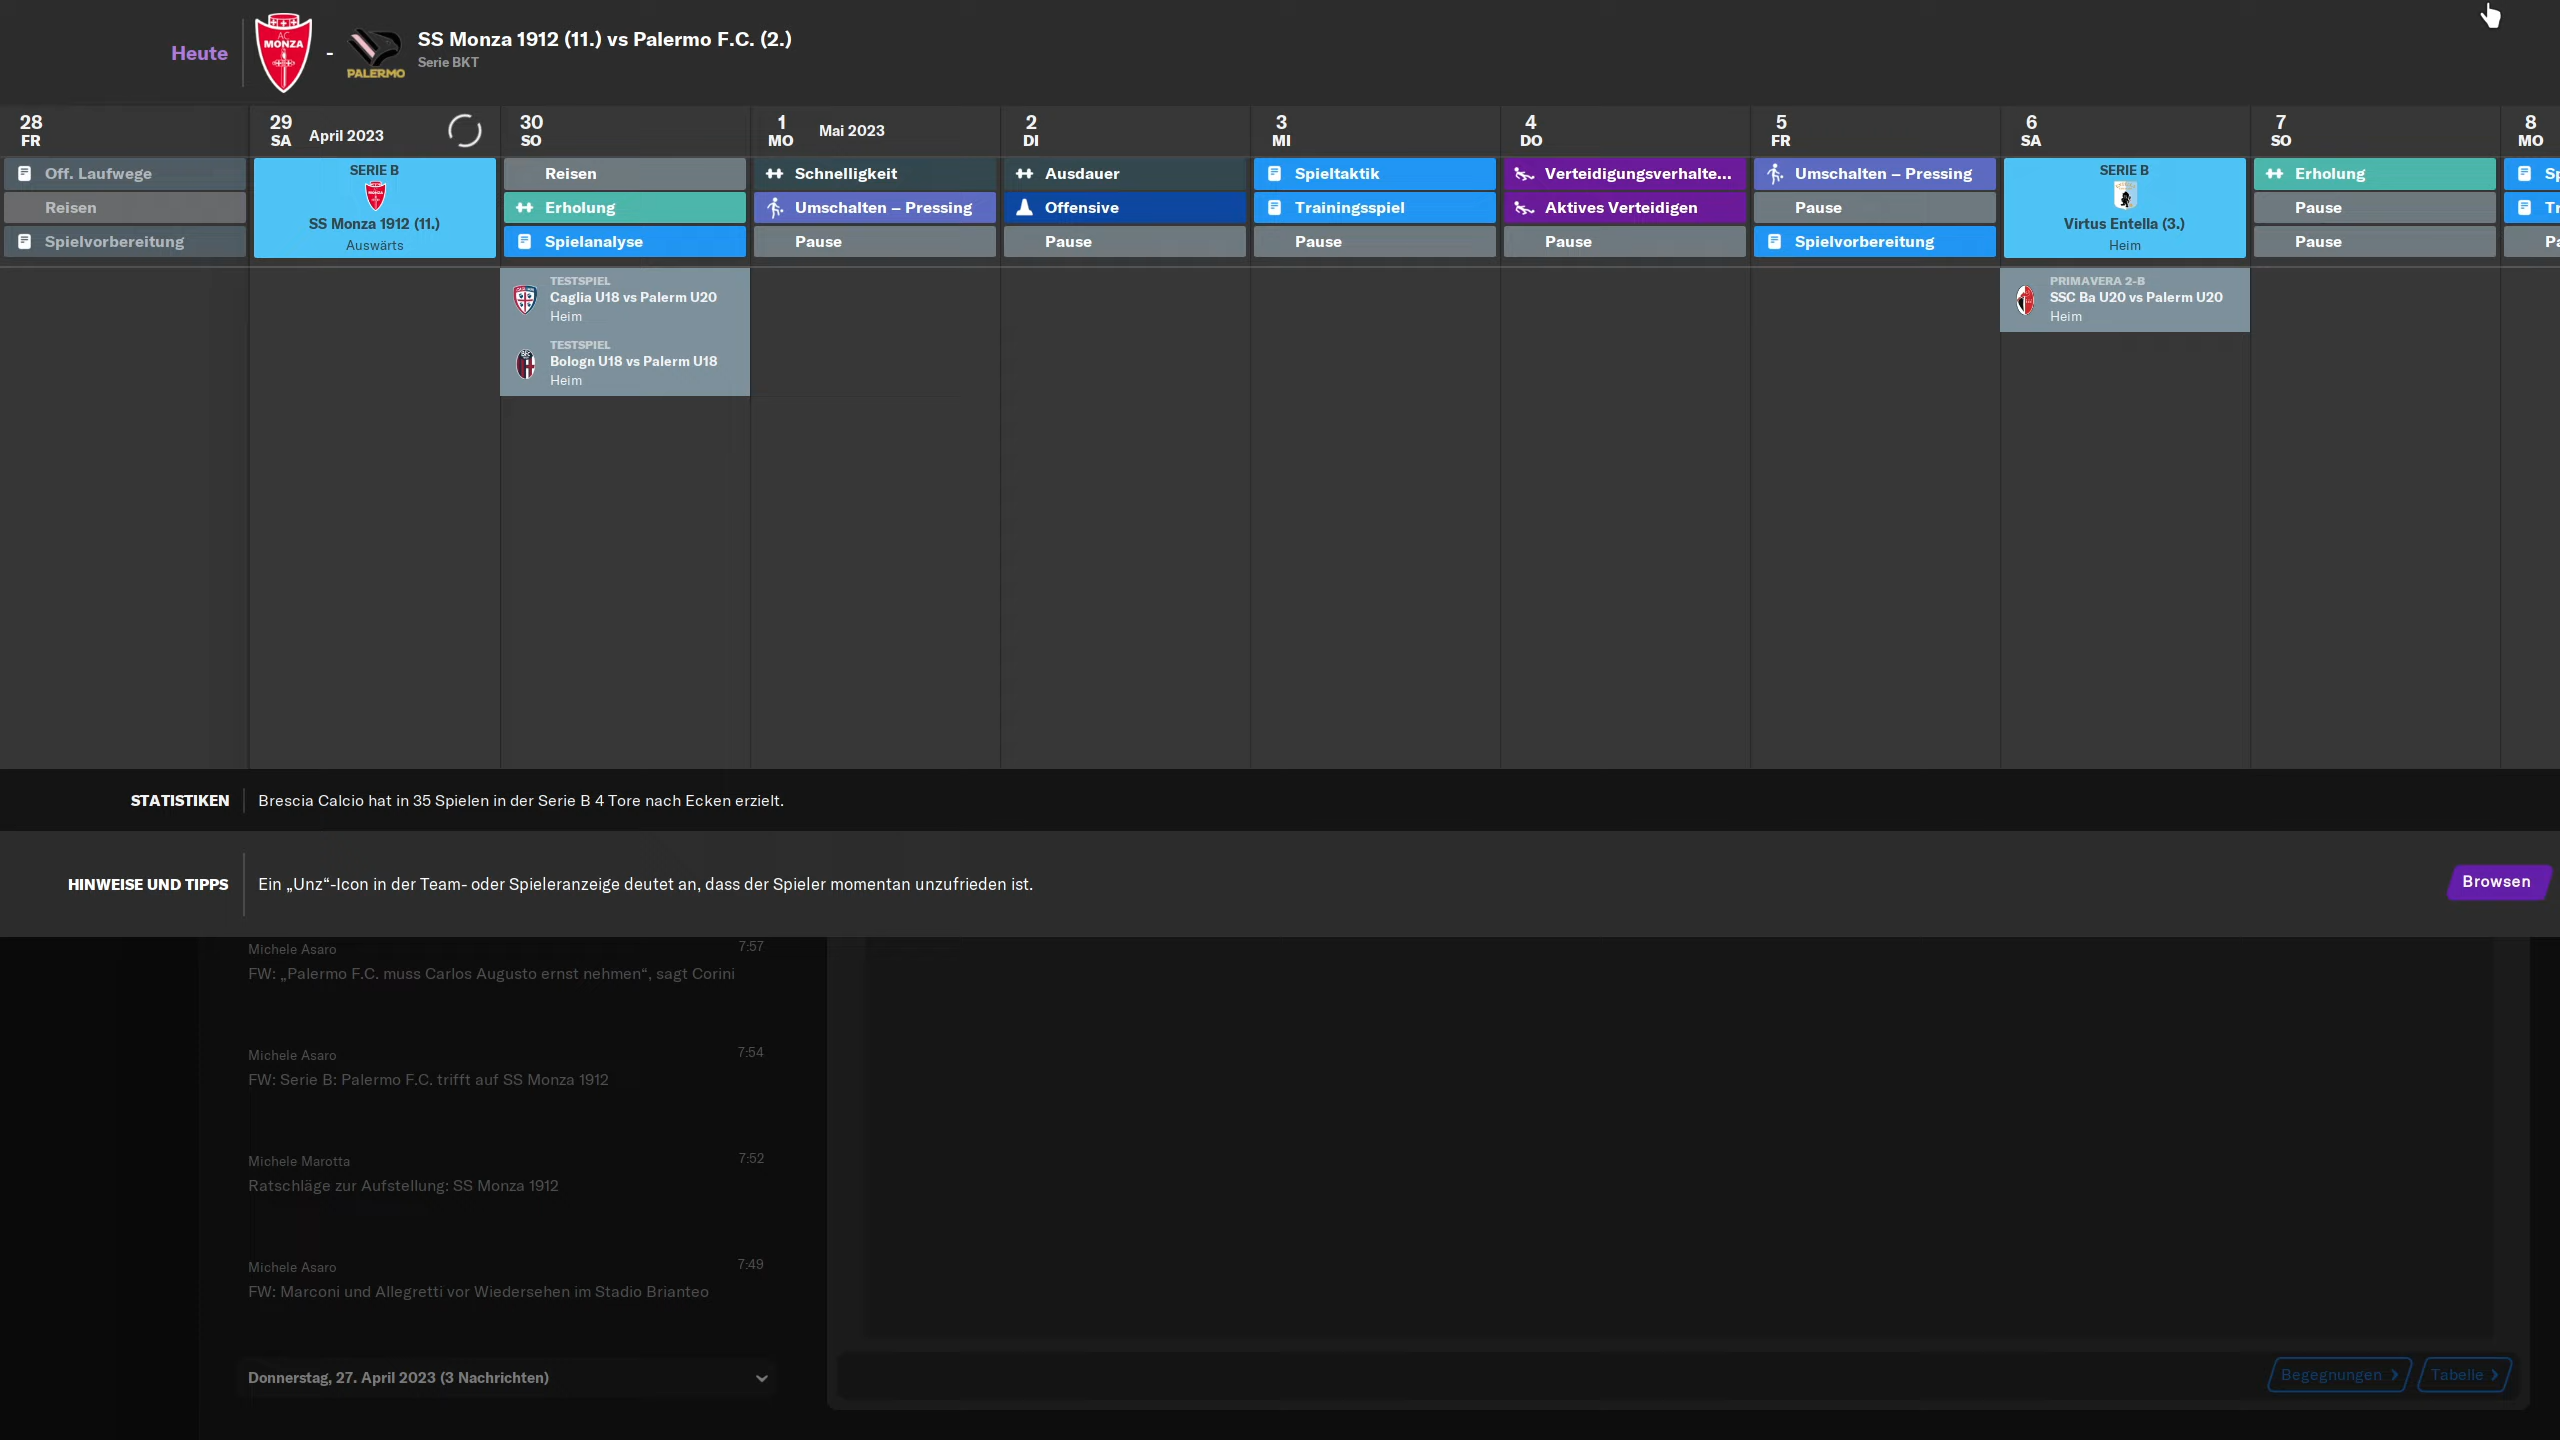 Heute
AC
MONZA
-
PALERMO
SS Monza 1912 (11.) vs Palermo F.C. (2.)
Serie BKT
28
FR
29
SA
April 2023
30
SO
1
MO
Mai 2023
2
DI
3
MI
4
DO
5
FR
6
SA
7
SO
8
MO
Off. Laufwege
Reisen
Spielvorbereitung
SERIE B
SS Monza 1912 (11.)
Auswärts
Reisen
Erholung
Spielanalyse
Schnelligkeit
Umschalten – Pressing
Pause
Ausdauer
Offensive
Pause
Spieltaktik
Trainingsspiel
Pause
Verteidigungsverhalte...
Aktives Verteidigen
Pause
Umschalten – Pressing
Pause
Spielvorbereitung
SERIE B
Virtus Entella (3.)
Heim
Erholung
Pause
Pause
Sp
Tr
Pa
TESTSPIEL
Caglia U18 vs Palerm U20
Heim
TESTSPIEL
Bologn U18 vs Palerm U18
Heim
PRIMAVERA 2-B
SSC Ba U20 vs Palerm U20
Heim
STATISTIKEN
Brescia Calcio hat in 35 Spielen in der Serie B 4 Tore nach Ecken erzielt.
HINWEISE UND TIPPS
Ein „Unz“-Icon in der Team- oder Spieleranzeige deutet an, dass der Spieler momentan unzufrieden ist.
Browsen
Michele Asaro
7:57
FW: „Palermo F.C. muss Carlos Augusto ernst nehmen“, sagt Corini
Michele Asaro
7:54
FW: Serie B: Palermo F.C. trifft auf SS Monza 1912
Michele Marotta
7:52
Ratschläge zur Aufstellung: SS Monza 1912
Michele Asaro
7:49
FW: Marconi und Allegretti vor Wiedersehen im Stadio Brianteo
Donnerstag, 27. April 2023 (3 Nachrichten)
Begegnungen
Tabelle